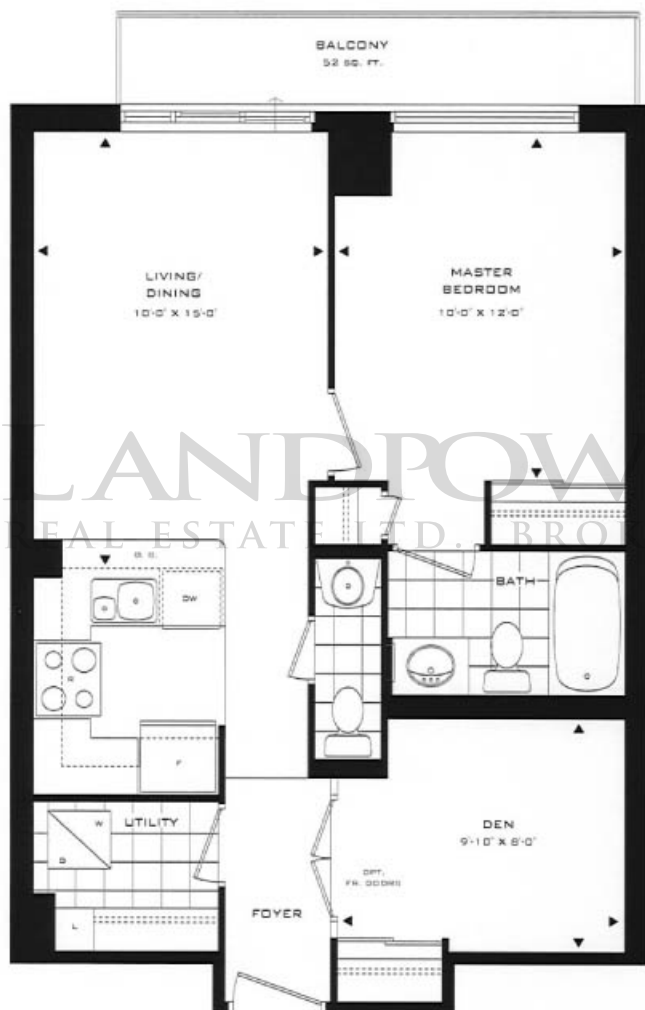 BALCONY
52 SQ. FT.
LIVING/
DINING
10'-0" X 15'-0"
MASTER
BEDROOM
10'-0" X 12'-0"
LANDPOW
REAL ESTATE LTD. BROK
DW
BATH
R
F
UTILITY
W
D
L
DEN
9'-10" X 8'-0"
OPT.
FR. DOORS
FOYER